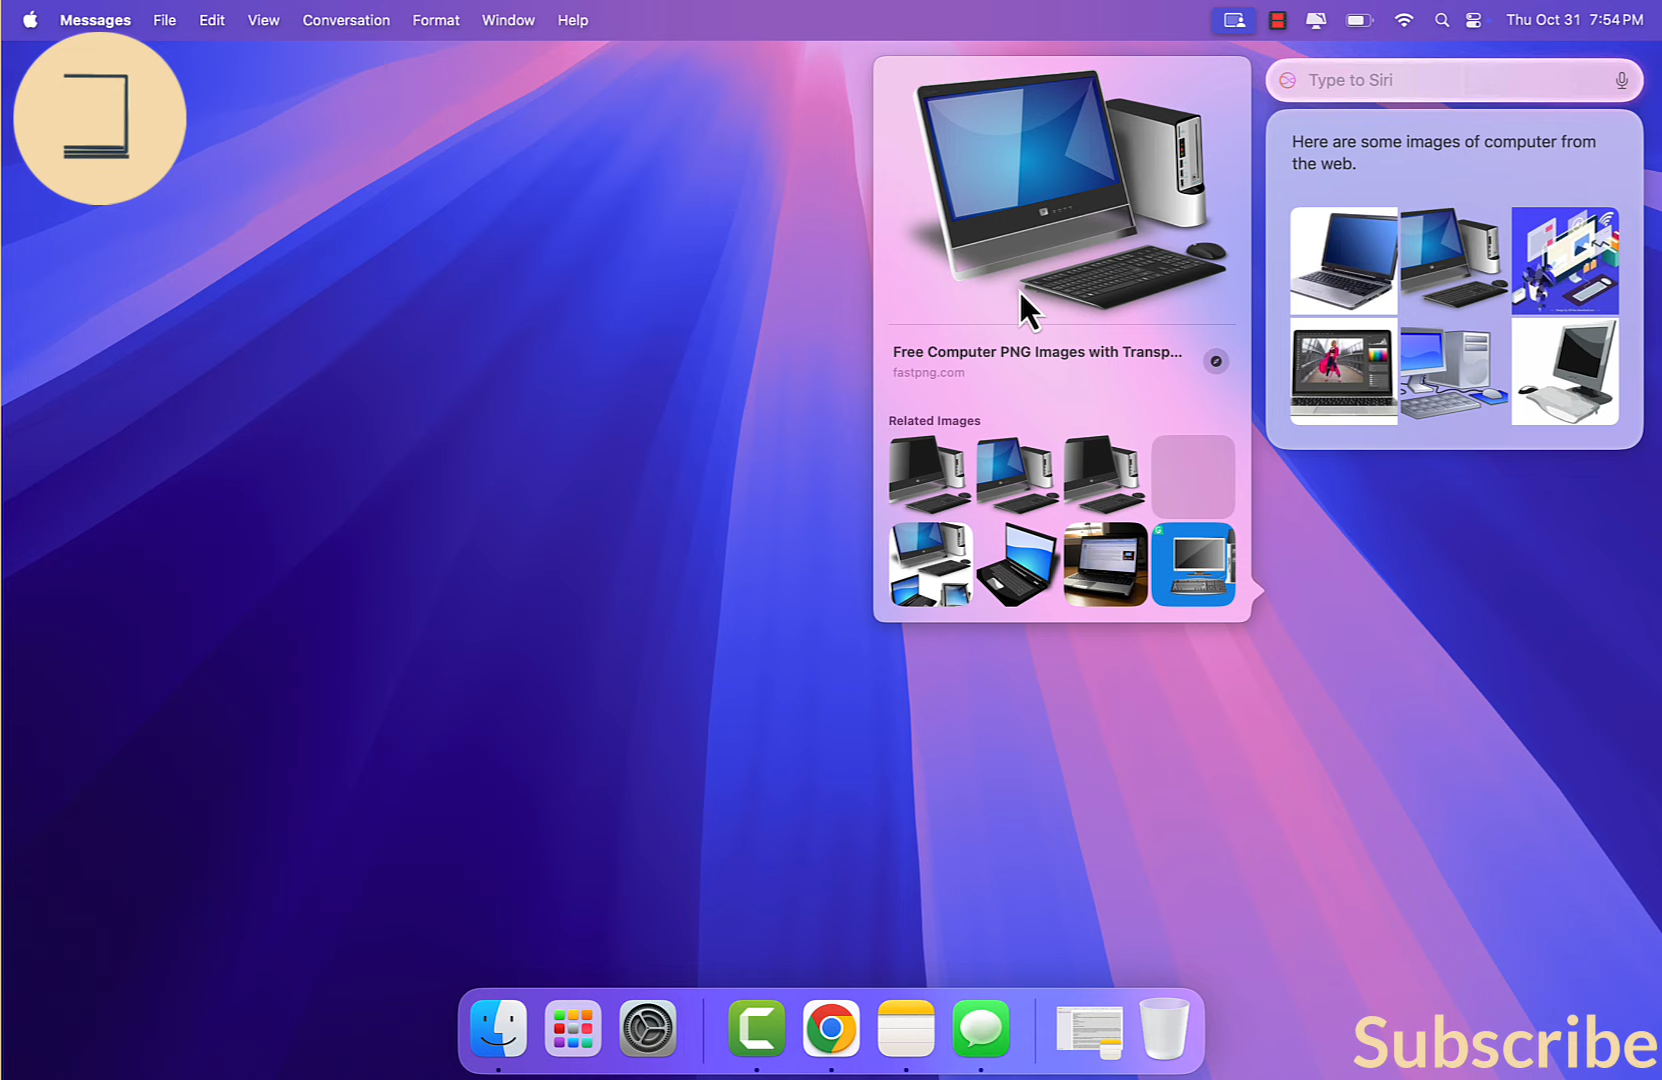 Messages File Edit View Conversation Format Window Help Thu Oct 31 7:54 PM
Type to Siri
Here are some images of computer from
the web.
Free Computer PNG Images with Transp...
fastpng.com
Related Images
Subscribe